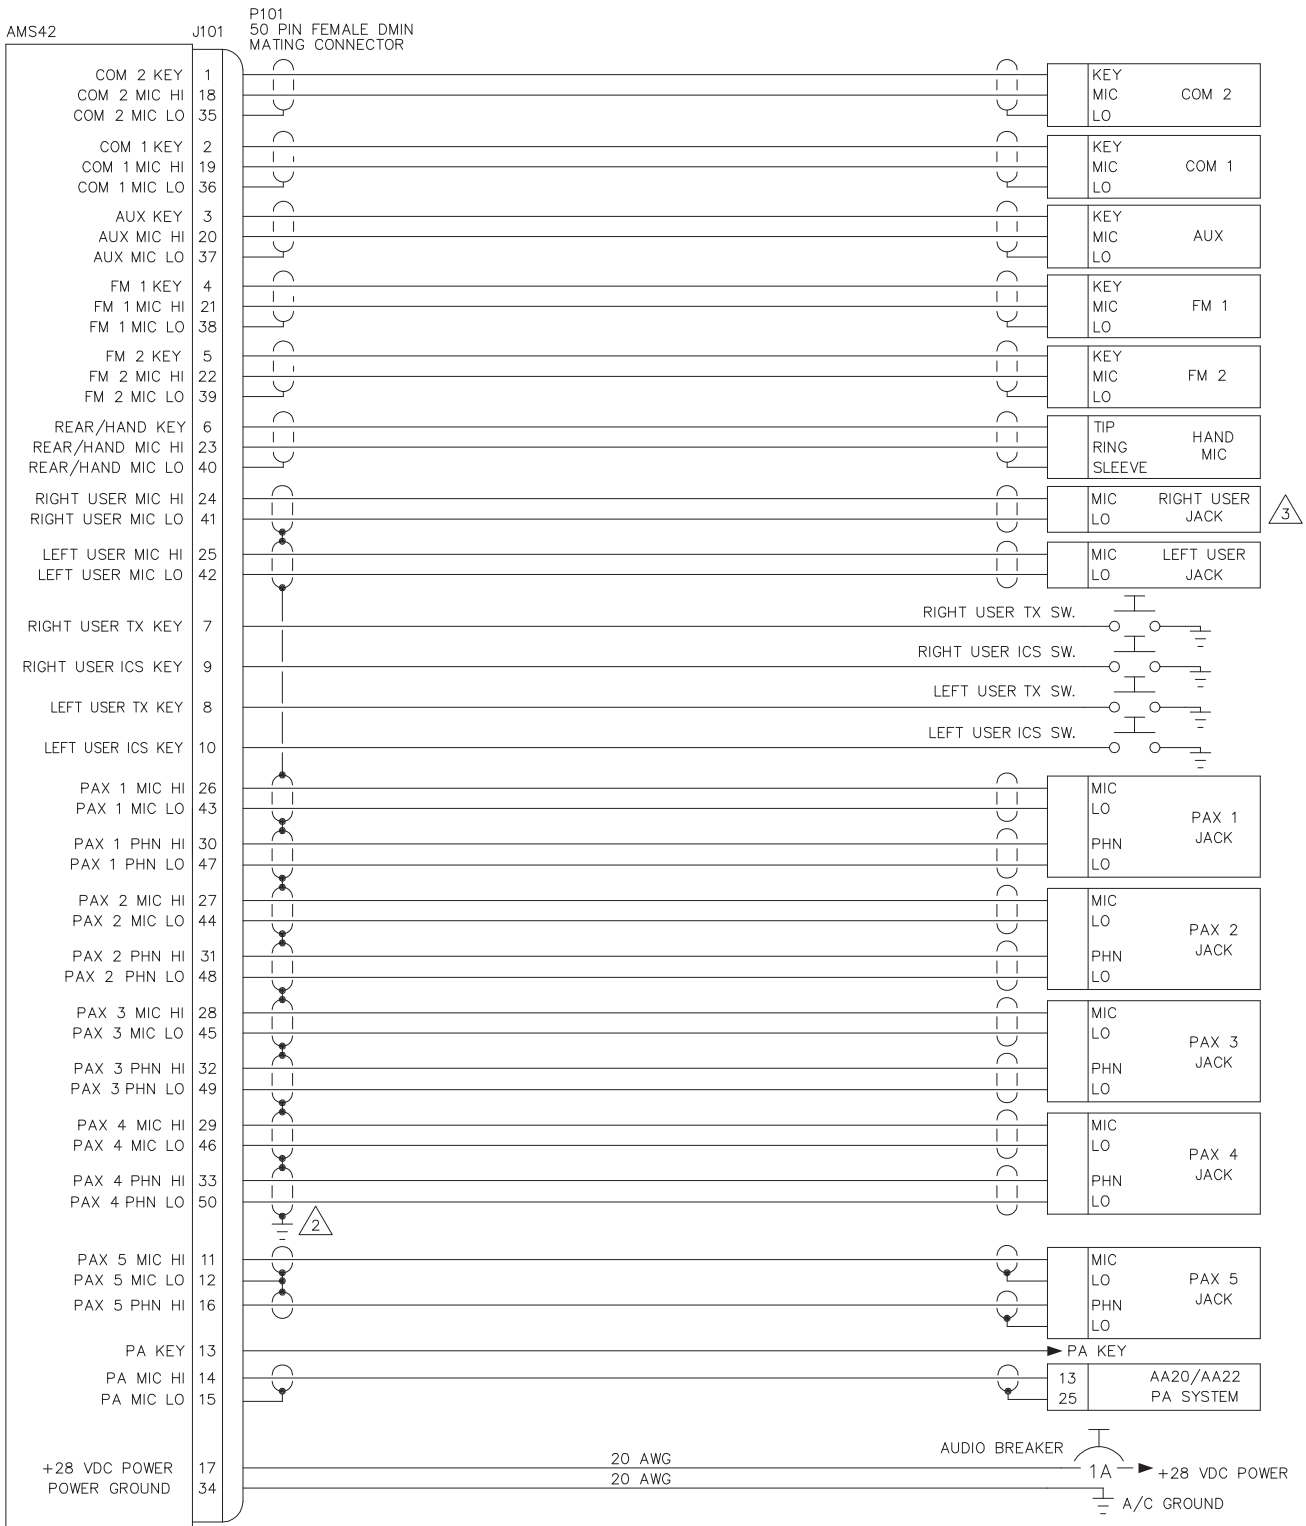 AMS42
J101
P101
50 PIN FEMALE DMIN
MATING CONNECTOR
COM 2 KEY 1 KEY
COM 2 MIC HI 18 MIC COM 2
COM 2 MIC LO 35 LO
COM 1 KEY 2 KEY
COM 1 MIC HI 19 MIC COM 1
COM 1 MIC LO 36 LO
AUX KEY 3 KEY
AUX MIC HI 20 MIC AUX
AUX MIC LO 37 LO
FM 1 KEY 4 KEY
FM 1 MIC HI 21 MIC FM 1
FM 1 MIC LO 38 LO
FM 2 KEY 5 KEY
FM 2 MIC HI 22 MIC FM 2
FM 2 MIC LO 39 LO
REAR/HAND KEY 6 TIP
REAR/HAND MIC HI 23 RING HAND
MIC
REAR/HAND MIC LO 40 SLEEVE
RIGHT USER MIC HI 24 MIC RIGHT USER
RIGHT USER MIC LO 41 LO JACK 3
LEFT USER MIC HI 25 MIC LEFT USER
LEFT USER MIC LO 42 LO JACK
RIGHT USER TX SW.
RIGHT USER TX KEY 7
RIGHT USER ICS SW.
RIGHT USER ICS KEY 9
LEFT USER TX SW.
LEFT USER TX KEY 8
LEFT USER ICS SW.
LEFT USER ICS KEY 10
PAX 1 MIC HI 26 MIC
PAX 1 MIC LO 43 LO
PAX 1
JACK
PAX 1 PHN HI 30 PHN
PAX 1 PHN LO 47 LO
PAX 2 MIC HI 27 MIC
PAX 2 MIC LO 44 LO
PAX 2
JACK
PAX 2 PHN HI 31 PHN
PAX 2 PHN LO 48 LO
PAX 3 MIC HI 28 MIC
PAX 3 MIC LO 45 LO
PAX 3
JACK
PAX 3 PHN HI 32 PHN
PAX 3 PHN LO 49 LO
PAX 4 MIC HI 29 MIC
PAX 4 MIC LO 46 LO
PAX 4
JACK
PAX 4 PHN HI 33 PHN
PAX 4 PHN LO 50 LO
2
PAX 5 MIC HI 11 MIC
PAX 5 MIC LO 12 LO PAX 5
JACK
PAX 5 PHN HI 16 PHN
LO
PA KEY 13 PA KEY
PA MIC HI 14 13 AA20/AA22
PA MIC LO 15 25 PA SYSTEM
AUDIO BREAKER
20 AWG
+28 VDC POWER 17 1A +28 VDC POWER
20 AWG
POWER GROUND 34
A/C GROUND